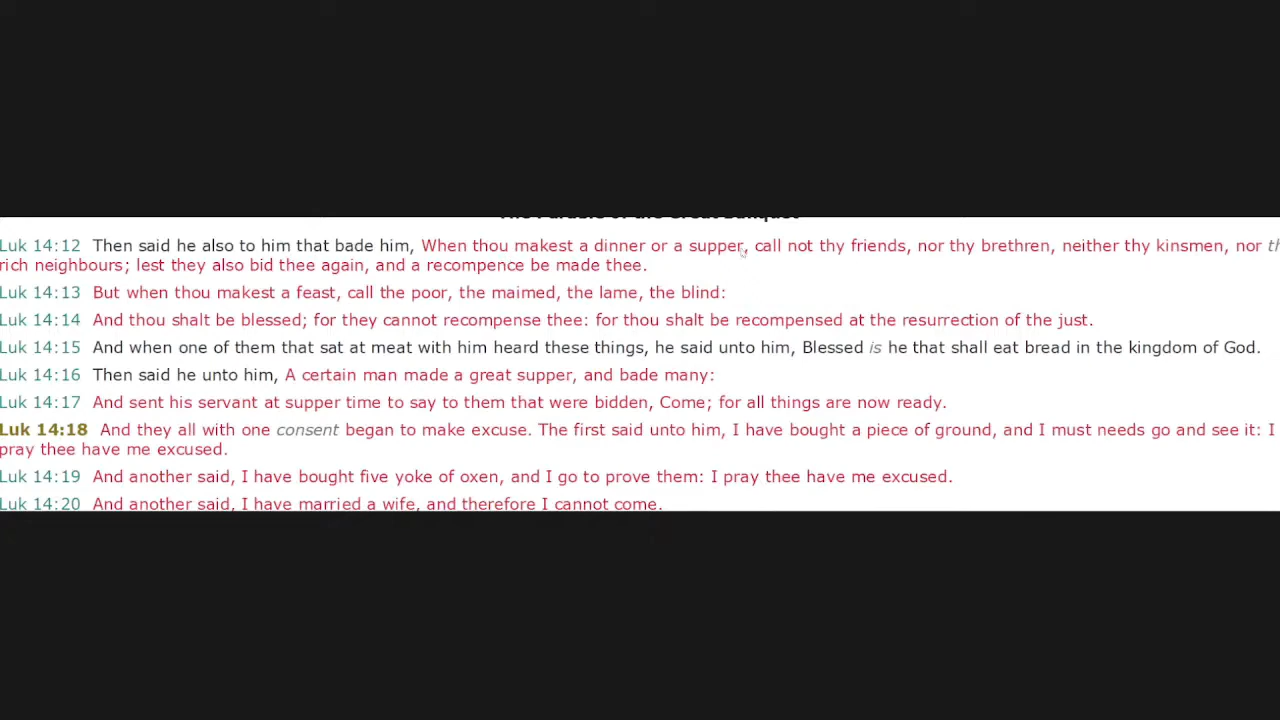 The Parable of the Great Banquet
Luk 14:12 Then said he also to him that bade him, When thou makest a dinner or a supper, call not thy friends, nor thy brethren, neither thy kinsmen, nor
rich neighbours; lest they also bid thee again, and a recompence be made thee.
Luk 14:13 But when thou makest a feast, call the poor, the maimed, the lame, the blind:
Luk 14:14 And thou shalt be blessed; for they cannot recompense thee: for thou shalt be recompensed at the resurrection of the just.
Luk 14:15 And when one of them that sat at meat with him heard these things, he said unto him, Blessed is he that shall eat bread in the kingdom of God.
Luk 14:16 Then said he unto him, A certain man made a great supper, and bade many:
Luk 14:17 And sent his servant at supper time to say to them that were bidden, Come; for all things are now ready.
Luk 14:18 And they all with one consent began to make excuse. The first said unto him, I have bought a piece of ground, and I must needs go and see it: I
pray thee have me excused.
Luk 14:19 And another said, I have bought five yoke of oxen, and I go to prove them: I pray thee have me excused.
Luk 14:20 And another said, I have married a wife, and therefore I cannot come.